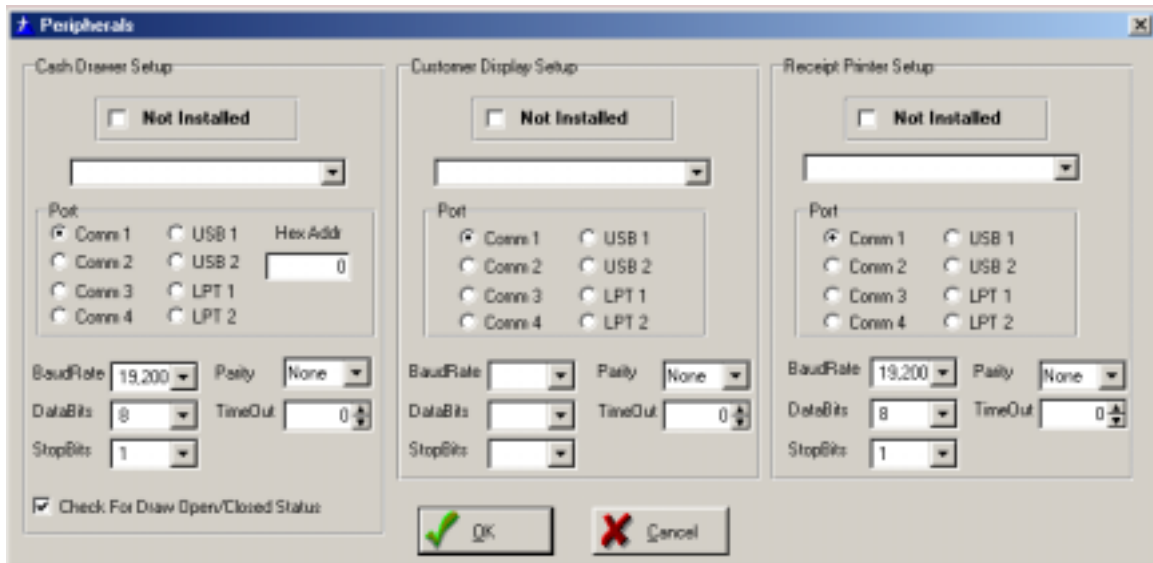 Peripherals
Cash Drawer Setup
Not Installed
Port
Comm 1 USB 1 Hex Addr
Comm 2 USB 2 0
Comm 3 LPT 1
Comm 4 LPT 2
BaudRate 19,200 Parity None
DataBits 8 TimeOut 0
StopBits 1
Check For Draw Open/Closed Status
Customer Display Setup
Not Installed
Port
Comm 1 USB 1
Comm 2 USB 2
Comm 3 LPT 1
Comm 4 LPT 2
BaudRate Parity None
DataBits TimeOut 0
StopBits
Receipt Printer Setup
Not Installed
Port
Comm 1 USB 1
Comm 2 USB 2
Comm 3 LPT 1
Comm 4 LPT 2
BaudRate 19,200 Parity None
DataBits 8 TimeOut 0
StopBits 1
OK Cancel